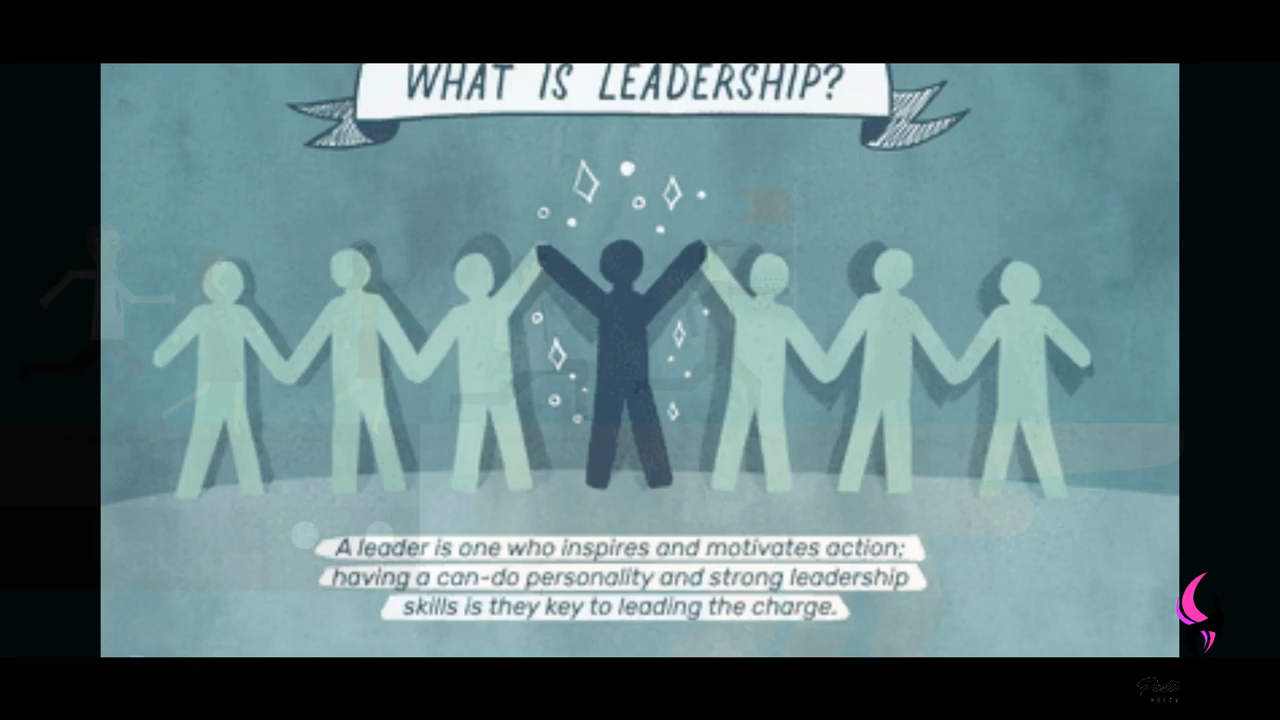 WHAT IS LEADERSHIP?
A leader is one who inspires and motivates action;
having a can-do personality and strong leadership
skills is they key to leading the charge.